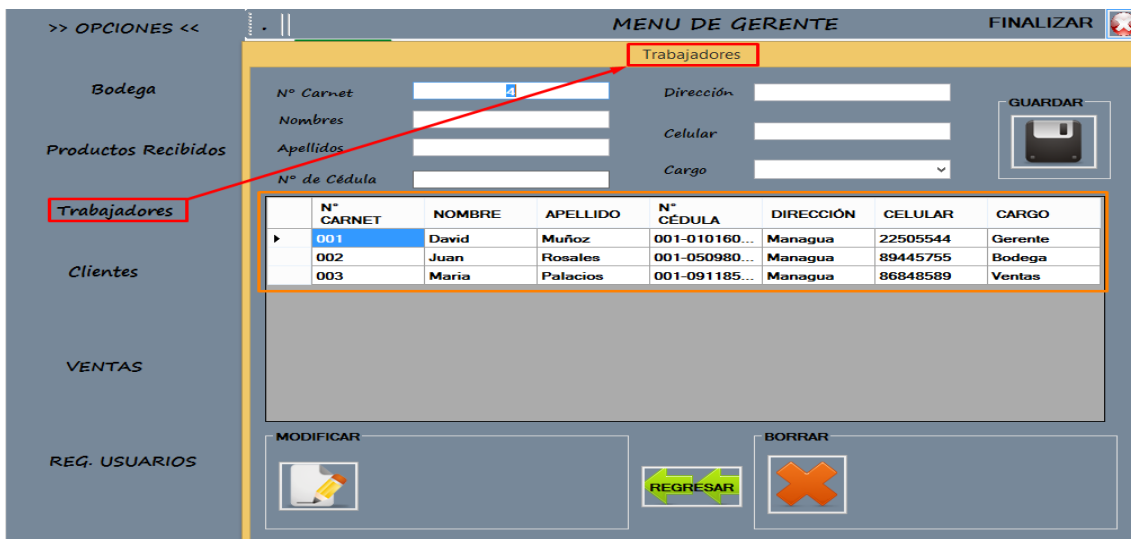 >> OPCIONES <<
MENU DE GERENTE
FINALIZAR
Trabajadores
Bodega
Productos Recibidos
Trabajadores
Clientes
VENTAS
REG. USUARIOS
N° Carnet 4
Nombres
Apellidos
N° de Cédula
Dirección
Celular
Cargo
GUARDAR
N° CARNET NOMBRE APELLIDO N° CÉDULA DIRECCIÓN CELULAR CARGO
001 David Muñoz 001-010160... Managua 22505544 Gerente
002 Juan Rosales 001-050980... Managua 89445755 Bodega
003 Maria Palacios 001-091185... Managua 86848589 Ventas
MODIFICAR
REGRESAR
BORRAR